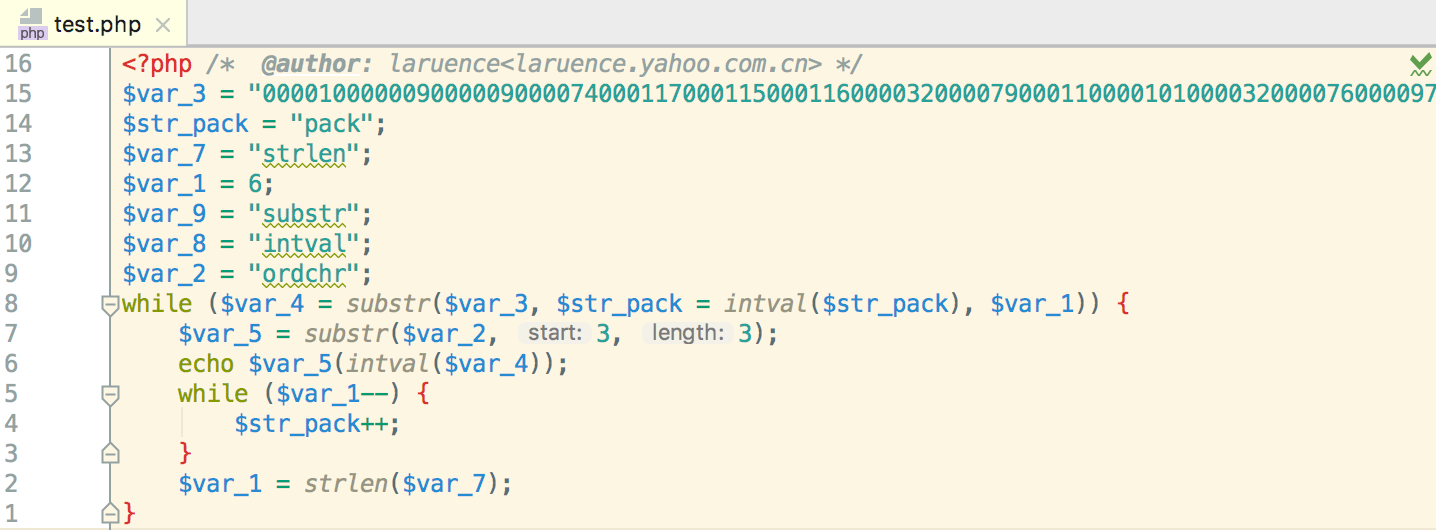 php test.php
16 <?php /* @author: laruence<laruence.yahoo.com.cn> */
15 $var_3 = "000010000009000009000074000117000115000116000032000079000110000101000032000076000097
14 $str_pack = "pack";
13 $var_7 = "strlen";
12 $var_1 = 6;
11 $var_9 = "substr";
10 $var_8 = "intval";
9 $var_2 = "ordchr";
8 while ($var_4 = substr($var_3, $str_pack = intval($str_pack), $var_1)) {
7 $var_5 = substr($var_2, start: 3, length: 3);
6 echo $var_5(intval($var_4));
5 while ($var_1--) {
4 $str_pack++;
3 }
2 $var_1 = strlen($var_7);
1 }